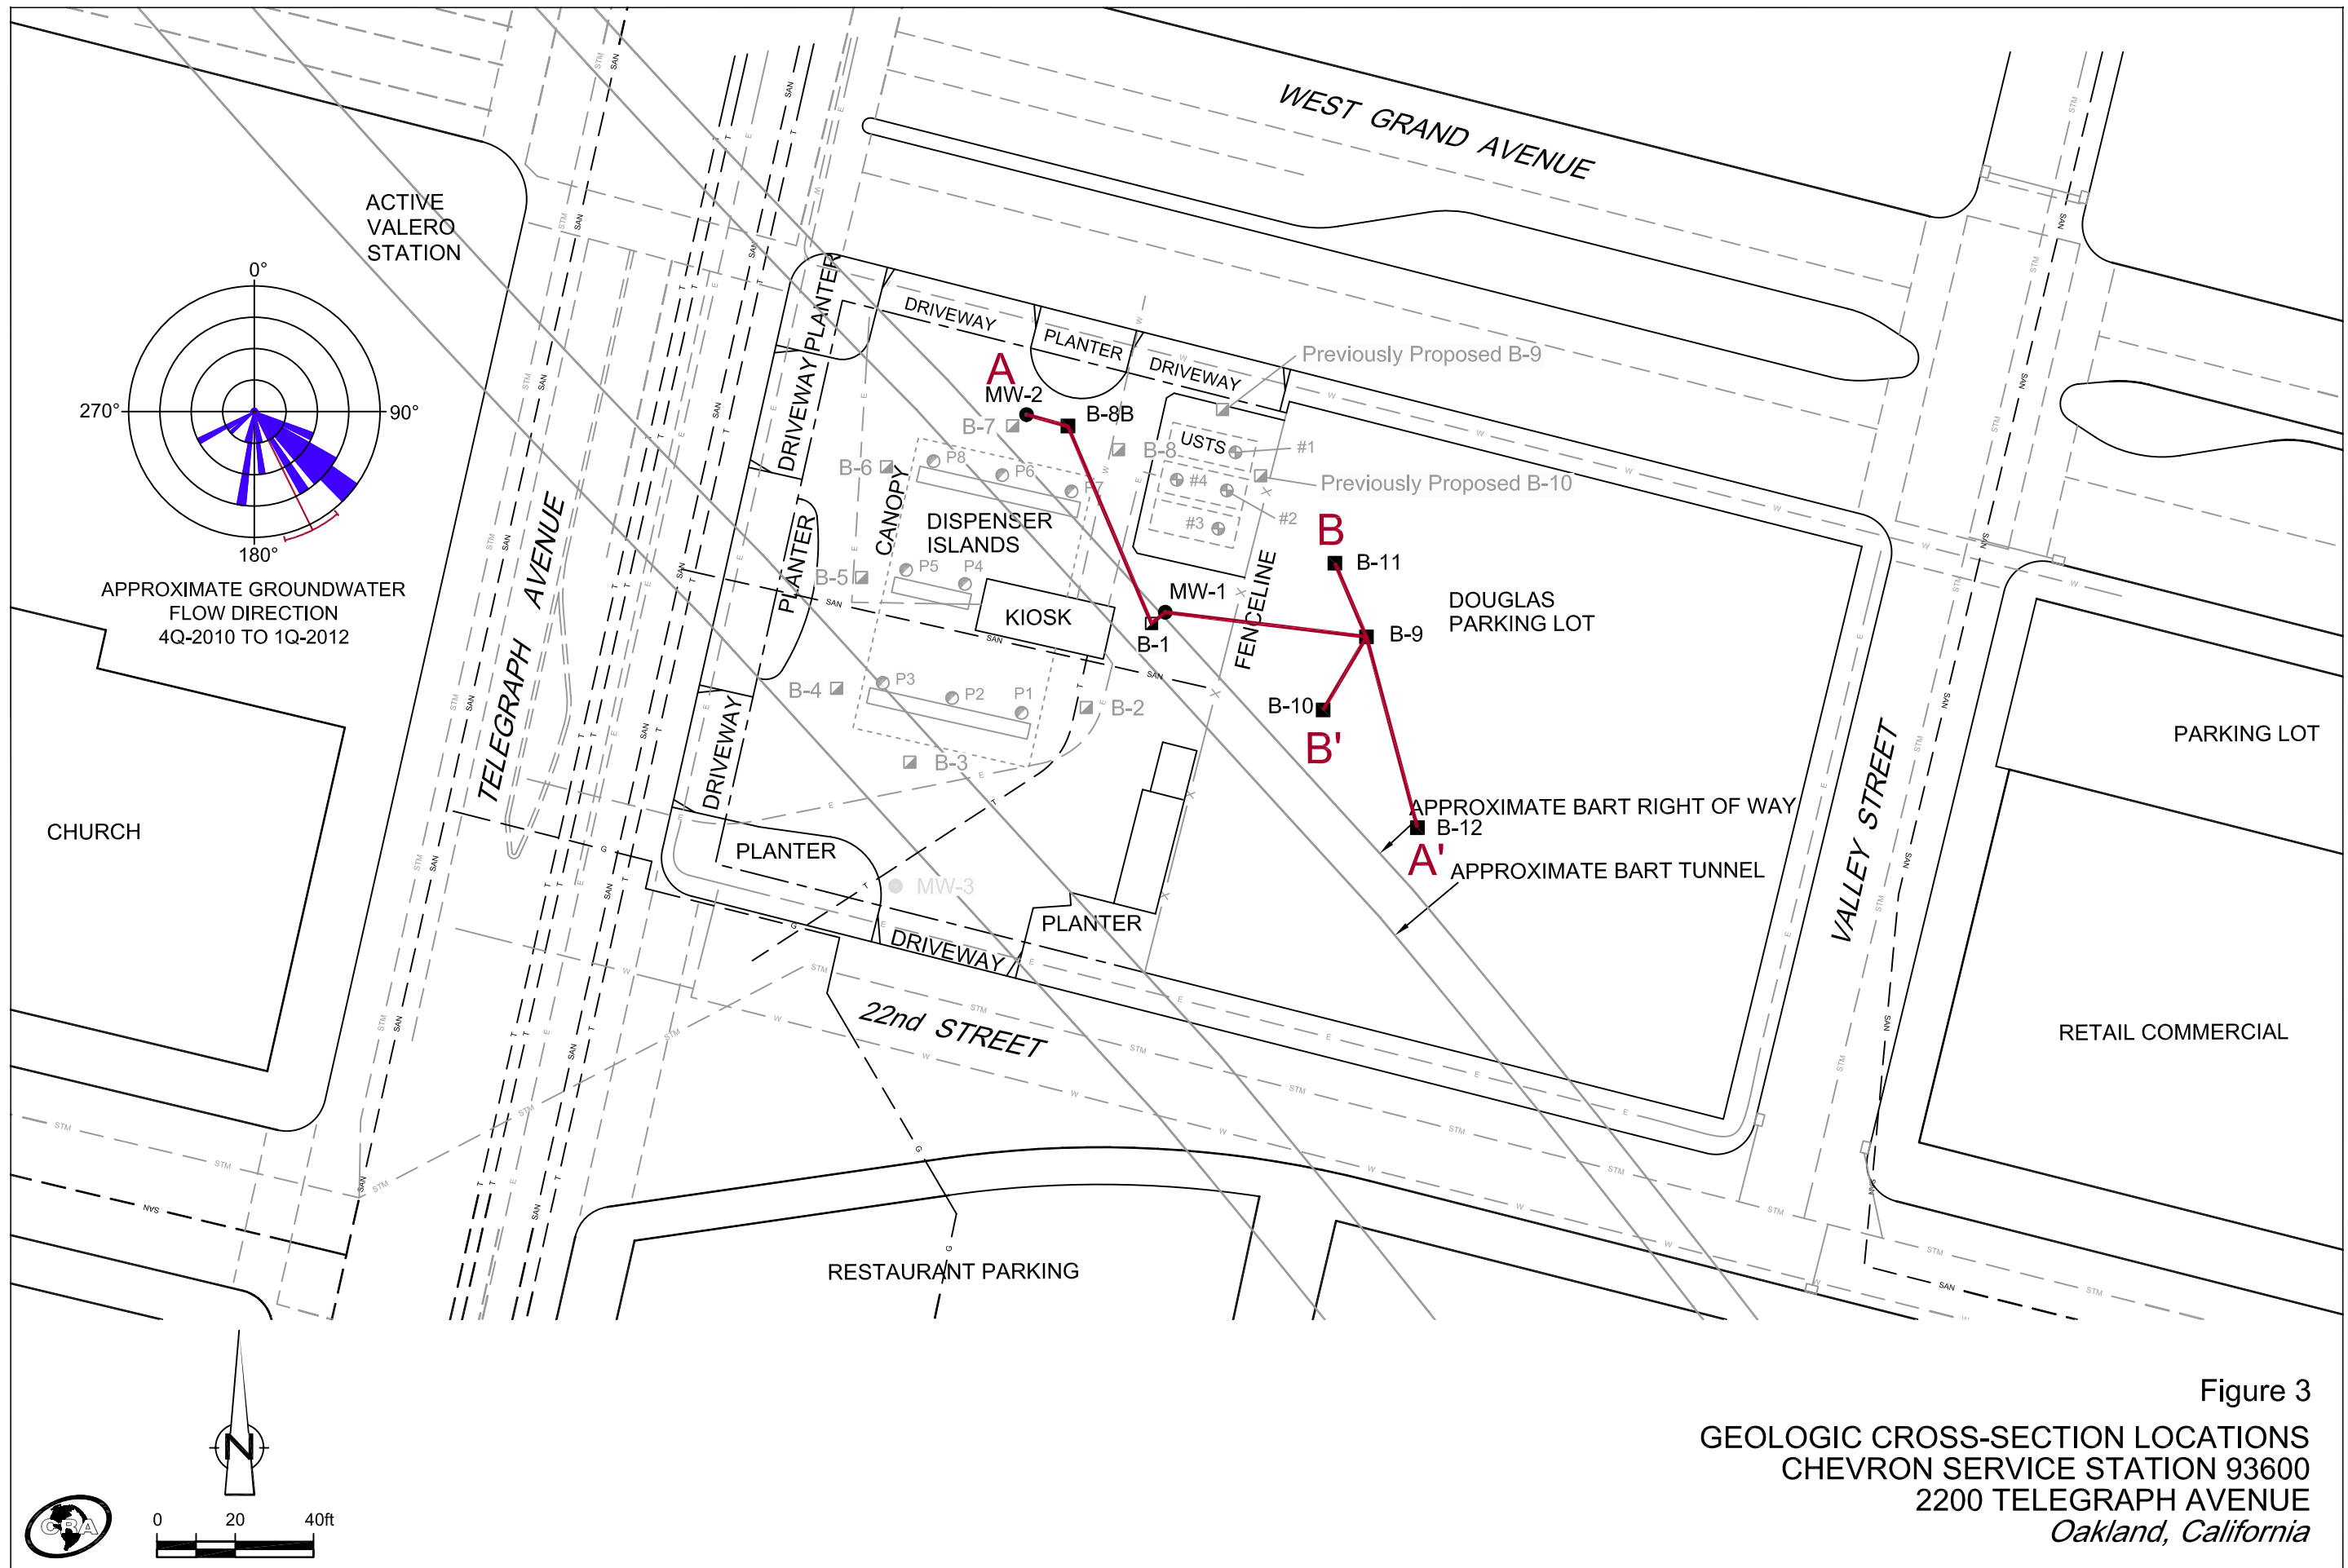 WEST GRAND AVENUE
ACTIVE
VALERO
STATION
0°
270°
90°
180°
APPROXIMATE GROUNDWATER
FLOW DIRECTION
4Q-2010 TO 1Q-2012
TELEGRAPH AVENUE
DRIVEWAY
PLANTER
DRIVEWAY
PLANTER
DRIVEWAY
Previously Proposed B-9
A
MW-2
B-8B
B-7
B-8
USTS
#1
#4
#2
#3
Previously Proposed B-10
B-6
P8
P6
P7
CANOPY
DRIVEWAY
DISPENSER
ISLANDS
PLANTER
B-5
P5
P4
KIOSK
MW-1
B-1
FENCELINE
B
B-11
B-9
DOUGLAS
PARKING LOT
B-10
B'
B-4
P3
P2
P1
B-2
B-3
DRIVEWAY
PLANTER
MW-3
DRIVEWAY
PLANTER
APPROXIMATE BART RIGHT OF WAY
B-12
A'
APPROXIMATE BART TUNNEL
VALLEY STREET
PARKING LOT
RETAIL COMMERCIAL
CHURCH
22nd STREET
RESTAURANT PARKING
STM
SAN
T
E
W
G
X
N
CRA
0 20 40ft
Figure 3
GEOLOGIC CROSS-SECTION LOCATIONS
CHEVRON SERVICE STATION 93600
2200 TELEGRAPH AVENUE
Oakland, California